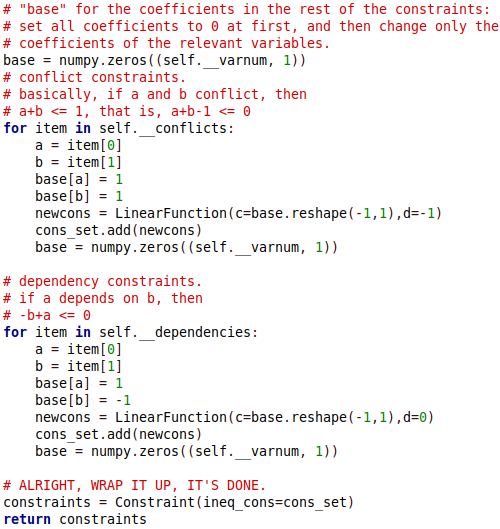 # "base" for the coefficients in the rest of the constraints:
# set all coefficients to 0 at first, and then change only the
# coefficients of the relevant variables.
base = numpy.zeros((self.__varnum, 1))
# conflict constraints.
# basically, if a and b conflict, then
# a+b <= 1, that is, a+b-1 <= 0
for item in self.__conflicts:
    a = item[0]
    b = item[1]
    base[a] = 1
    base[b] = 1
    newcons = LinearFunction(c=base.reshape(-1,1),d=-1)
    cons_set.add(newcons)
    base = numpy.zeros((self.__varnum, 1))

# dependency constraints.
# if a depends on b, then
# -b+a <= 0
for item in self.__dependencies:
    a = item[0]
    b = item[1]
    base[a] = 1
    base[b] = -1
    newcons = LinearFunction(c=base.reshape(-1,1),d=0)
    cons_set.add(newcons)
    base = numpy.zeros((self.__varnum, 1))

# ALRIGHT, WRAP IT UP, IT'S DONE.
constraints = Constraint(ineq_cons=cons_set)
return constraints